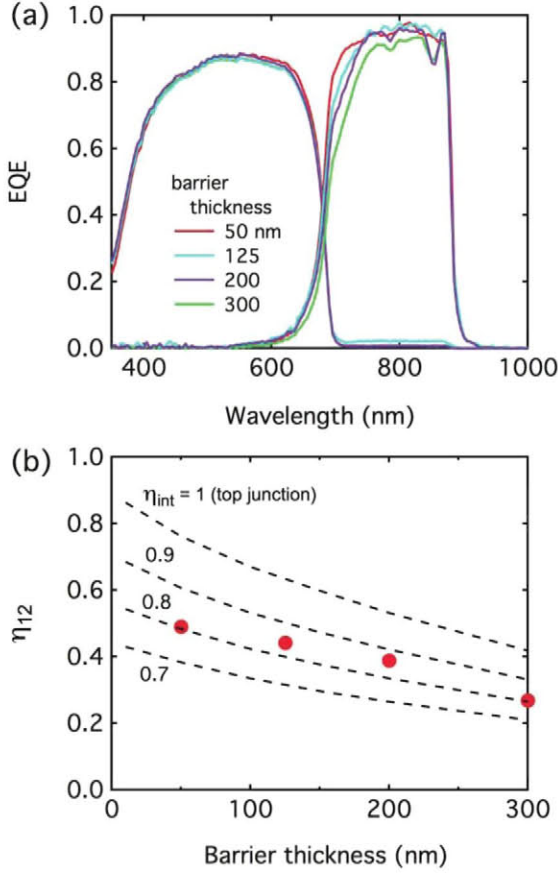 (a)
1.0
0.8
0.6
0.4
0.2
0.0
EQE
barrier
thickness
50 nm
125
200
300
400 600 800 1000
Wavelength (nm)
(b)
1.0
0.8
0.6
0.4
0.2
0.0
η12
ηint = 1 (top junction)
0.9
0.8
0.7
0 100 200 300
Barrier thickness (nm)